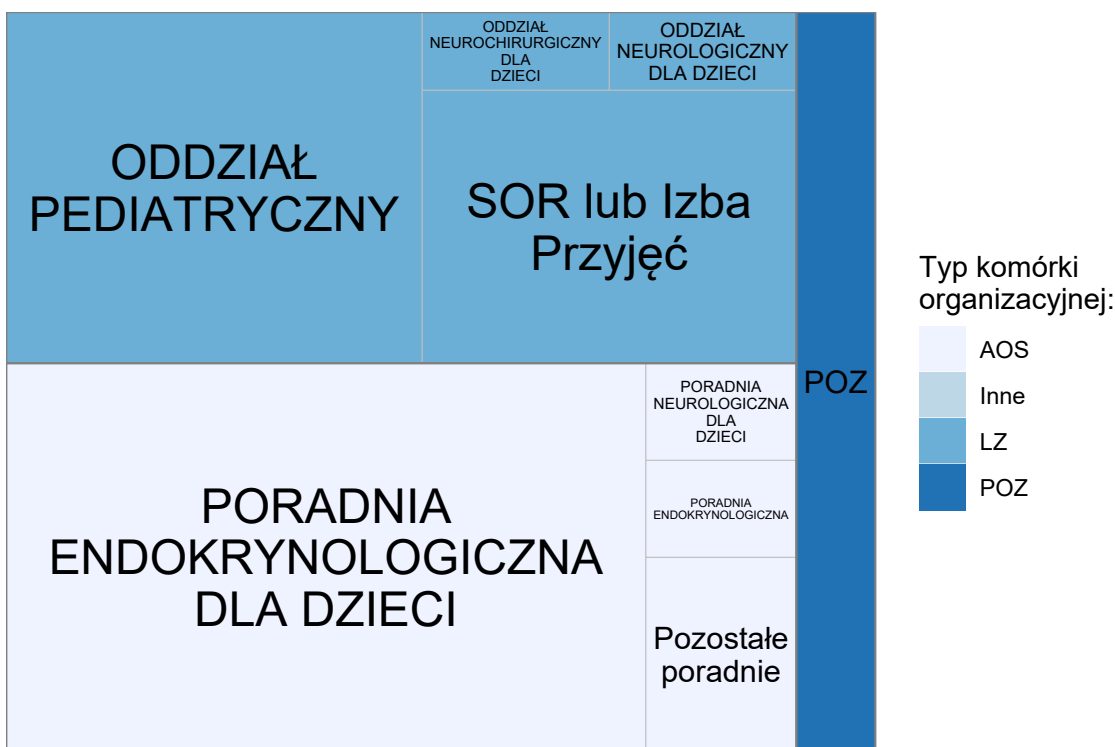 ODDZIAŁ
PEDIATRYCZNY
ODDZIAŁ
NEUROCHIRURGICZNY
DLA
DZIECI
ODDZIAŁ
NEUROLOGICZNY
DLA DZIECI
SOR lub Izba
Przyjęć
PORADNIA
ENDOKRYNOLOGICZNA
DLA DZIECI
PORADNIA
NEUROLOGICZNA
DLA
DZIECI
PORADNIA
ENDOKRYNOLOGICZNA
Pozostałe
poradnie
POZ
Typ komórki
organizacyjnej:
AOS
Inne
LZ
POZ